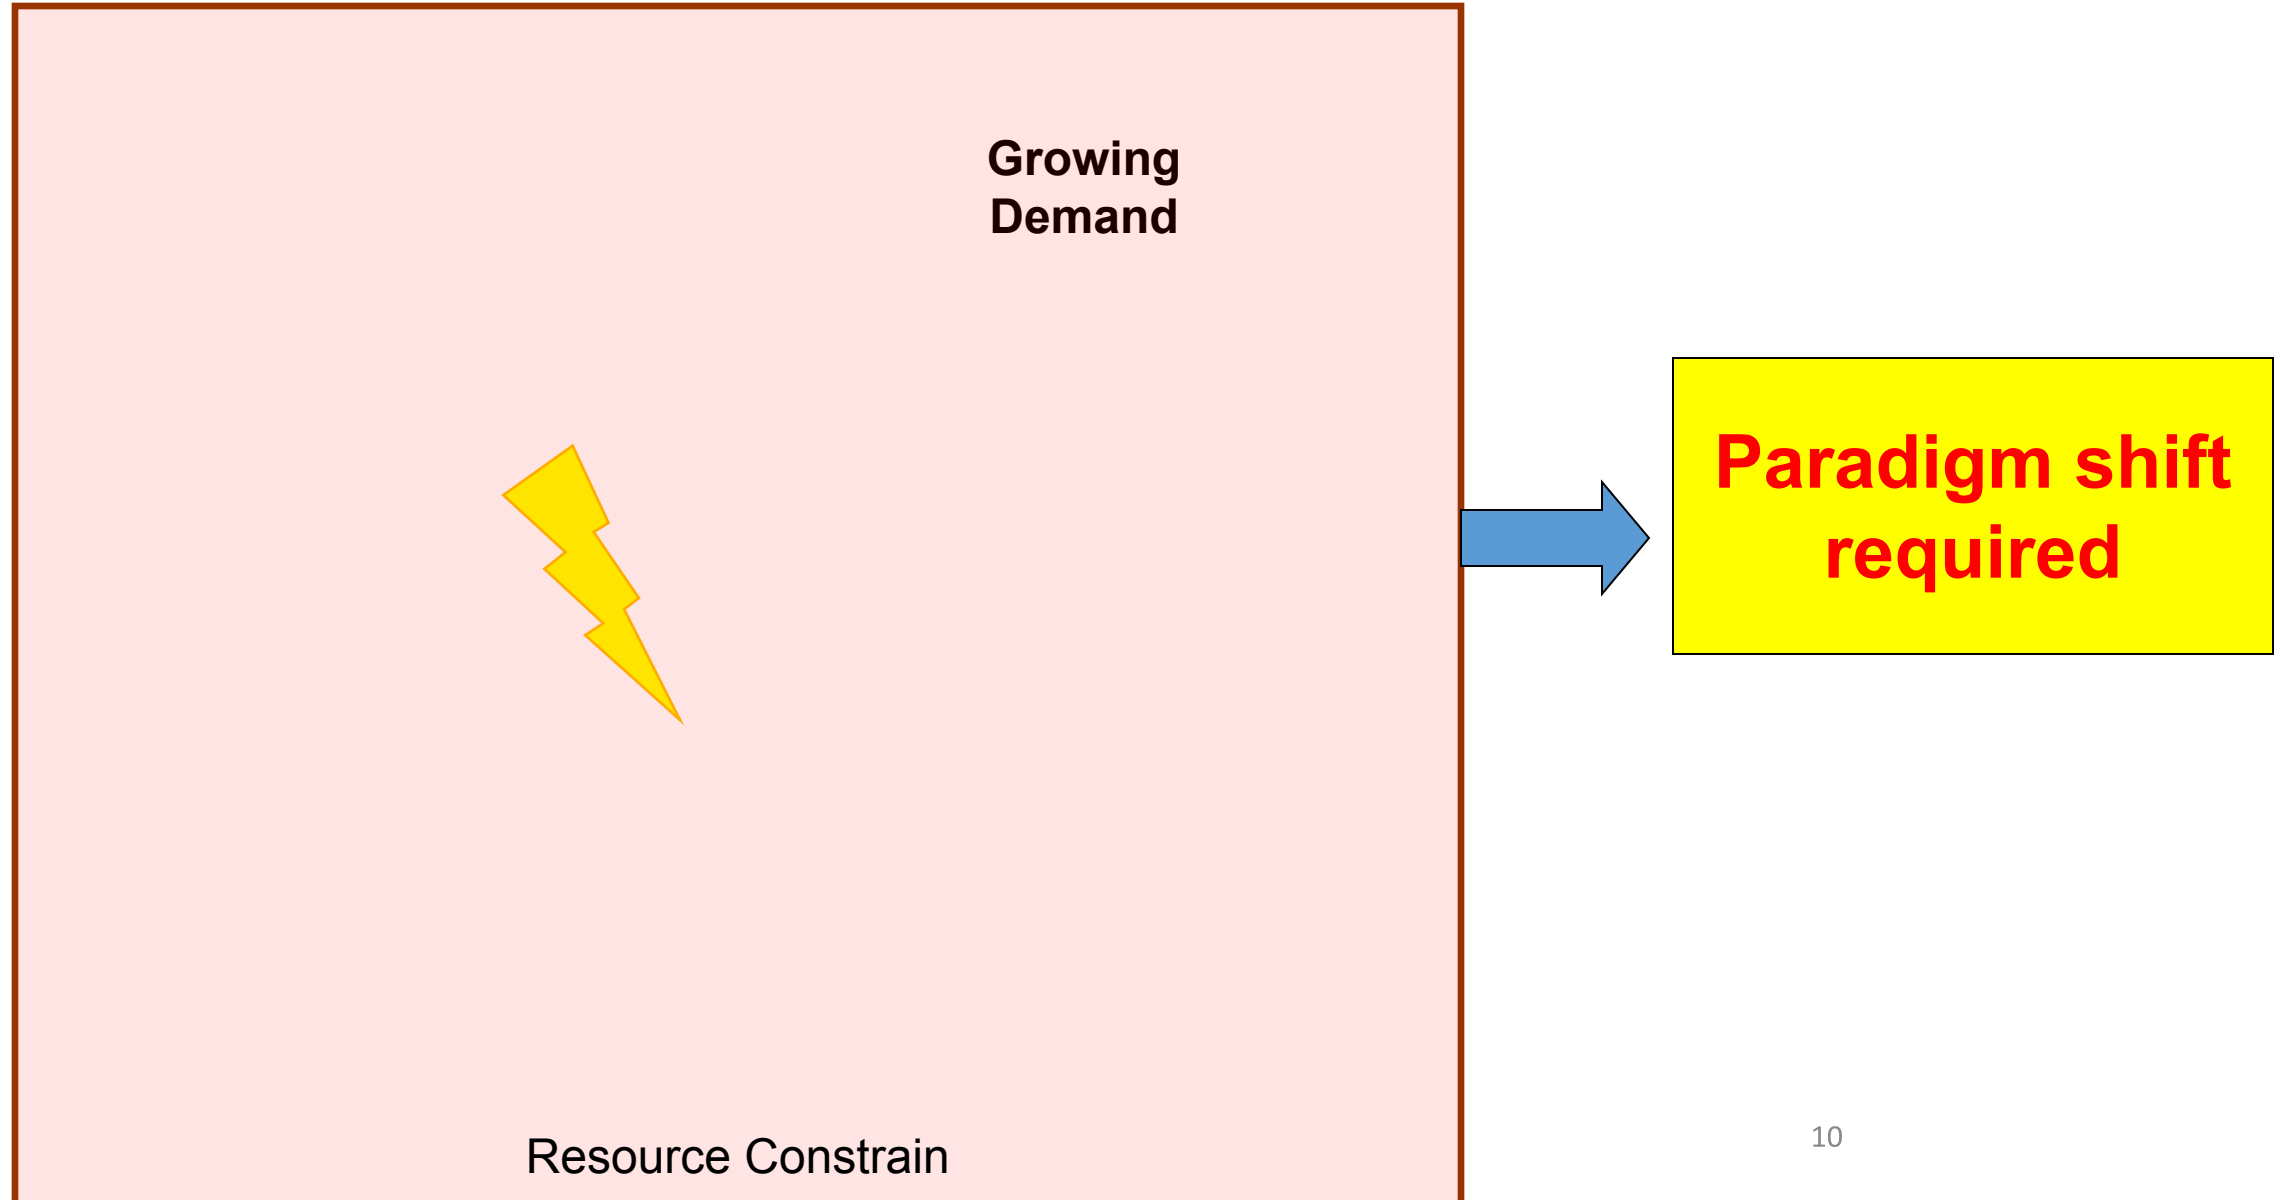 Growing
Demand
Paradigm shift
required
Resource Constrain
10